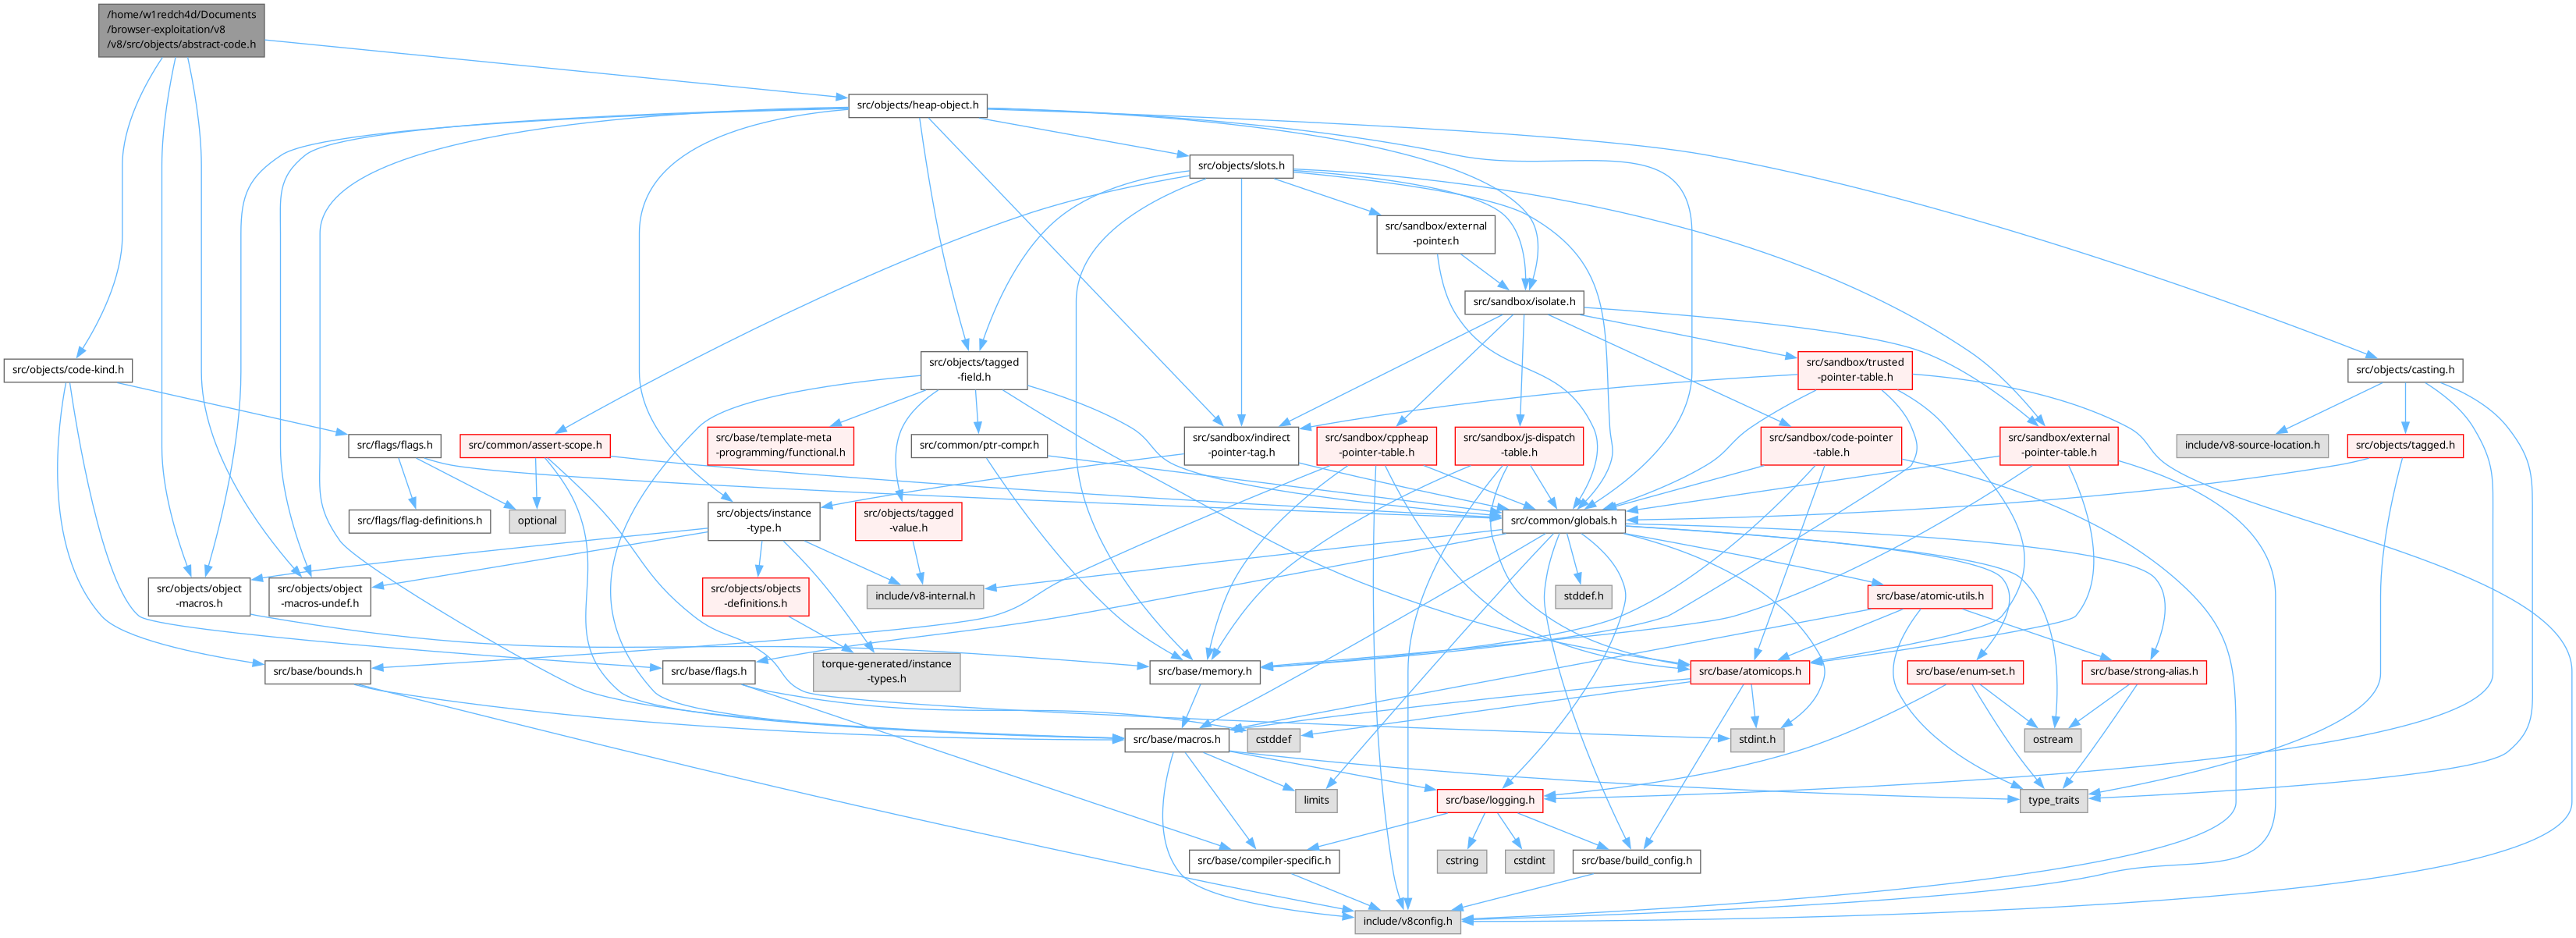 /home/w1redch4d/Documents
/browser-exploitation/v8
/v8/src/objects/abstract-code.h
src/objects/heap-object.h
src/objects/slots.h
src/sandbox/external
-pointer.h
src/sandbox/isolate.h
src/objects/code-kind.h
src/objects/tagged
-field.h
src/sandbox/trusted
-pointer-table.h
src/objects/casting.h
src/flags/flags.h
src/common/assert-scope.h
src/base/template-meta
-programming/functional.h
src/common/ptr-compr.h
src/sandbox/indirect
-pointer-tag.h
src/sandbox/cppheap
-pointer-table.h
src/sandbox/js-dispatch
-table.h
src/sandbox/code-pointer
-table.h
src/sandbox/external
-pointer-table.h
include/v8-source-location.h
src/objects/tagged.h
src/flags/flag-definitions.h
optional
src/objects/instance
-type.h
src/objects/tagged
-value.h
src/common/globals.h
src/objects/object
-macros.h
src/objects/object
-macros-undef.h
src/objects/objects
-definitions.h
include/v8-internal.h
stddef.h
src/base/atomic-utils.h
src/base/bounds.h
src/base/flags.h
torque-generated/instance
-types.h
src/base/memory.h
src/base/atomicops.h
src/base/enum-set.h
src/base/strong-alias.h
src/base/macros.h
cstddef
stdint.h
ostream
limits
src/base/logging.h
type_traits
src/base/compiler-specific.h
cstring
cstdint
src/base/build_config.h
include/v8config.h